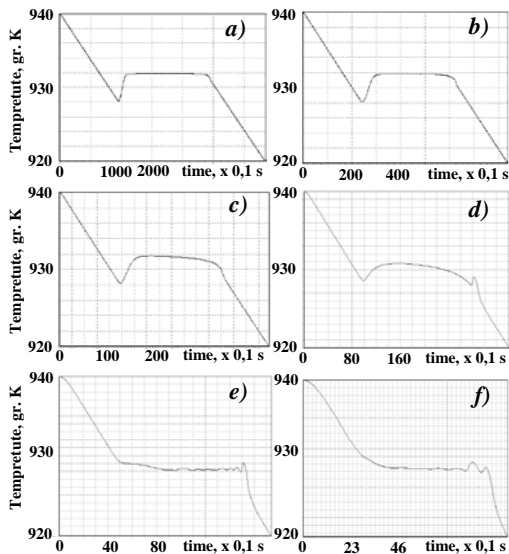 940 a) 940 b)
Tempretute, gr. K
930 930
920 920
0 1000 2000 time, x 0,1 s 0 200 400 time, x 0,1 s
940 c) 940 d)
Tempretute, gr. K
930 930
920 920
0 100 200 time, x 0,1 s 0 80 160 time, x 0,1 s
940 e) 940 f)
Tempretute, gr. K
930 930
920 920
0 40 80 time, x 0,1 s 0 23 46 time, x 0,1 s